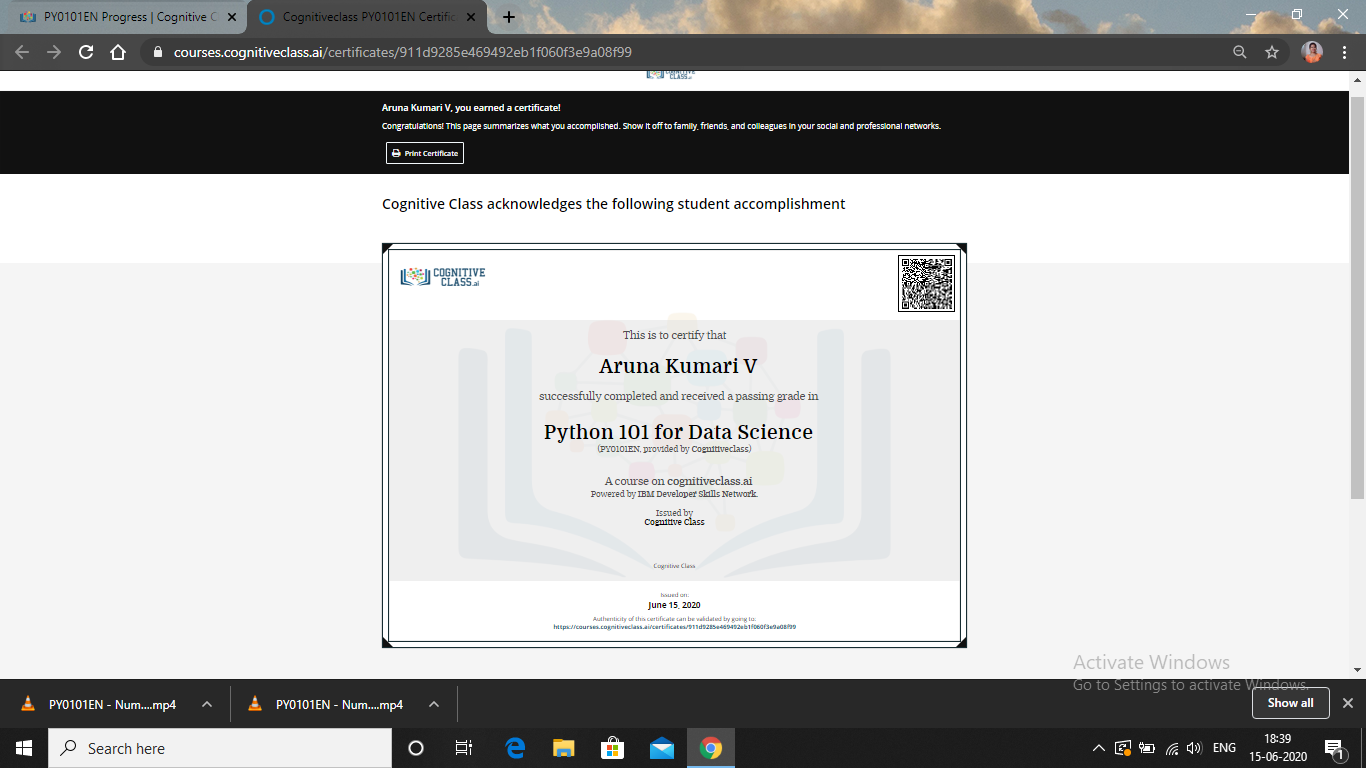 PY0101EN Progress | Cognitive C
Cognitiveclass PY0101EN Certific
courses.cognitiveclass.ai/certificates/911d9285e469492eb1f060f3e9a08f99
COGNITIVE
CLASS.ai
Aruna Kumari V, you earned a certificate!
Congratulations! This page summarizes what you accomplished. Show it off to family, friends, and colleagues in your social and professional networks.
Print Certificate
Cognitive Class acknowledges the following student accomplishment
COGNITIVE
CLASS.ai
This is to certify that
Aruna Kumari V
successfully completed and received a passing grade in
Python 101 for Data Science
(PY0101EN, provided by Cognitiveclass)
A course on cognitiveclass.ai
Powered by IBM Developer Skills Network.
Issued by
Cognitive Class
Cognitive Class
Issued on:
June 15, 2020
Authenticity of this certificate can be validated by going to:
https://courses.cognitiveclass.ai/certificates/911d9285e469492eb1f060f3e9a08f99
Activate Windows
Go to Settings to activate Windows.
PY0101EN - Num....mp4
PY0101EN - Num....mp4
Show all
Search here
ENG
18:39
15-06-2020
1